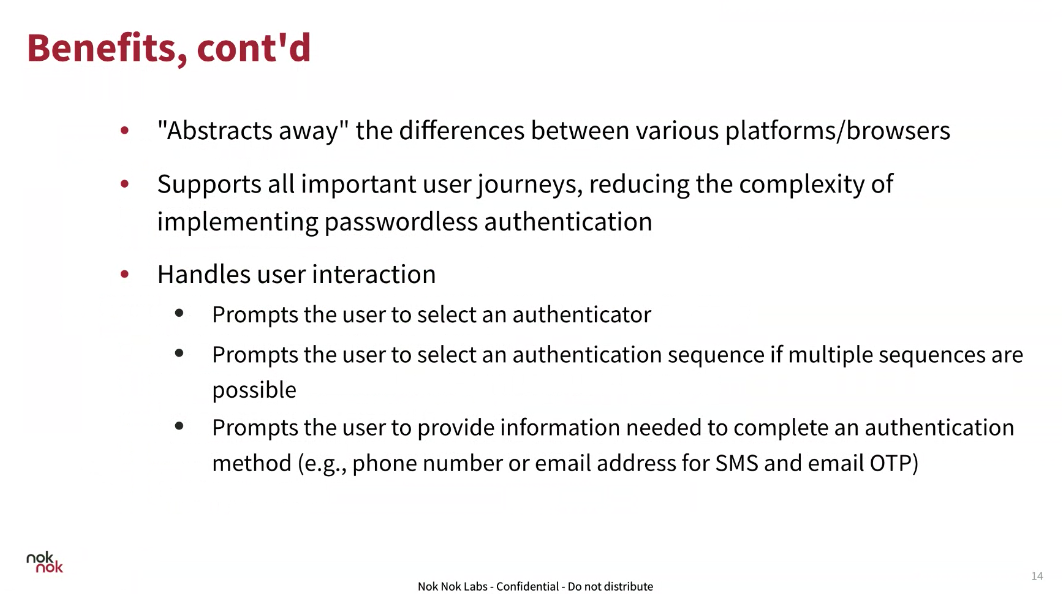 Benefits, cont'd
• "Abstracts away" the differences between various platforms/browsers
• Supports all important user journeys, reducing the complexity of
implementing passwordless authentication
• Handles user interaction
• Prompts the user to select an authenticator
• Prompts the user to select an authentication sequence if multiple sequences are
possible
• Prompts the user to provide information needed to complete an authentication
method (e.g., phone number or email address for SMS and email OTP)
nok
nok
Nok Nok Labs - Confidential - Do not distribute
14